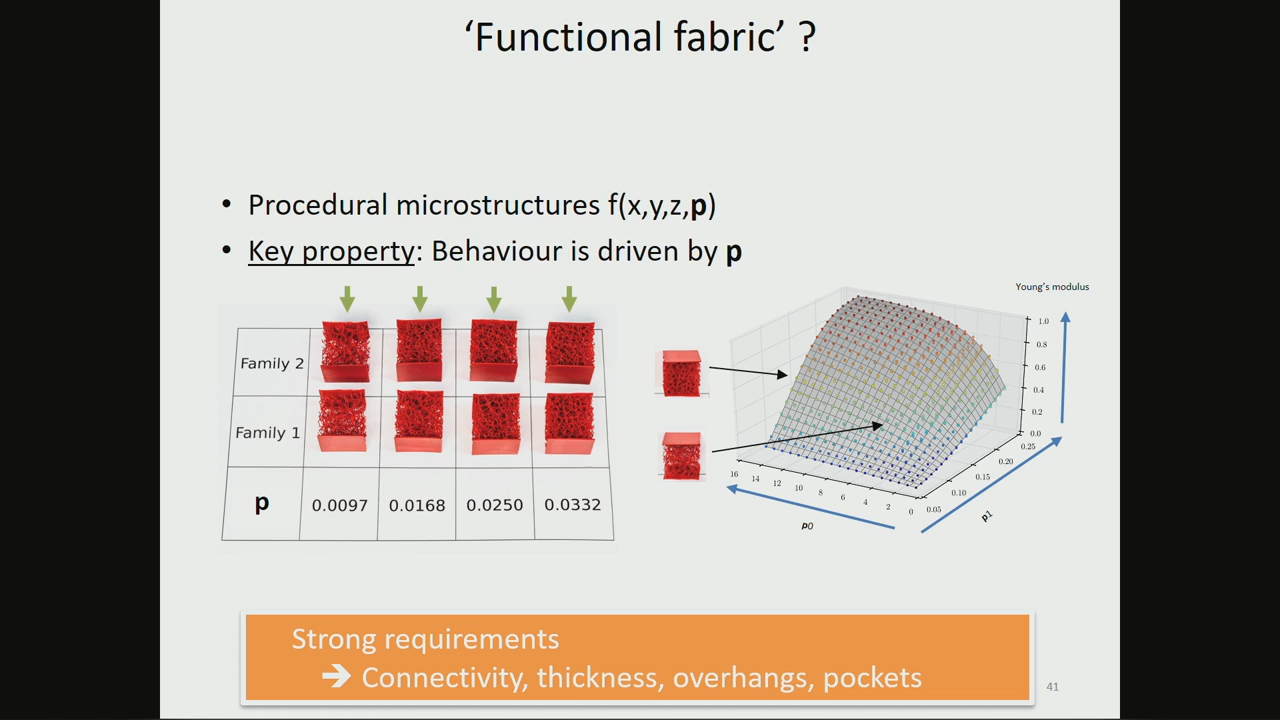 ‘Functional fabric’ ?
• Procedural microstructures f(x,y,z,p)
• Key property: Behaviour is driven by p
Family 2
Family 1
p 0.0097 0.0168 0.0250 0.0332
Young's modulus
1.0
0.8
0.6
0.4
0.2
0.0
0.25
0.20
0.15
0.10
0.05
16 14 12 10 8 6 4 2 0
p0
p1
Strong requirements
➔ Connectivity, thickness, overhangs, pockets
41